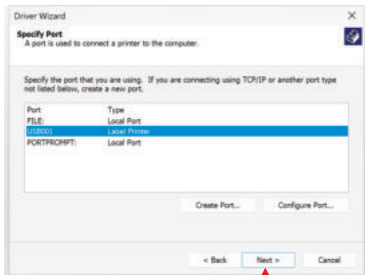 Driver Wizard
Specify Port
A port is used to connect a printer to the computer.
Specify the port that you are using. If you are connecting using TCP/IP or another port type
not listed below, create a new port.
Port Type
FILE: Local Port
USB001 Label Printer
PORTPROMPT: Local Port
Create Port... Configure Port...
< Back Next > Cancel